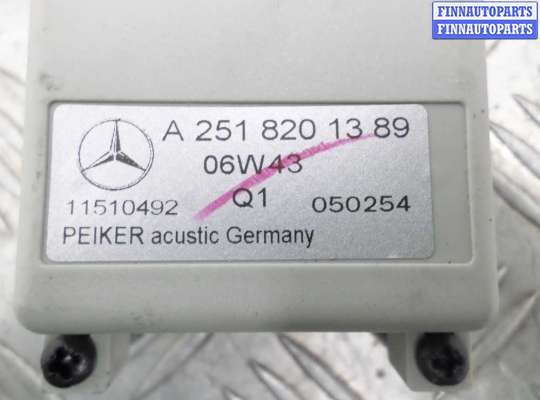 FINNAUTOPARTS
FINNAUTOPARTS
A 251 820 13 89
06W43
11510492 Q1 050254
PEIKER acustic Germany